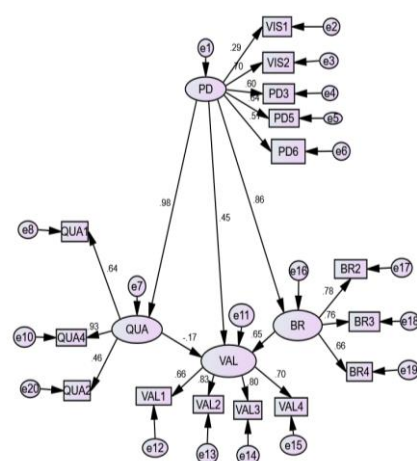 VIS1
e2
e1
.29
.70
VIS2
e3
PD
.60
PD3
e4
.64
PD5
e5
.51
PD6
e6
.98
.45
.86
e8
QUA1
.64
e7
e16
BR2
e17
.78
e11
QUA
BR
.76
BR3
e18
e10
QUA4
.93
-.17
.65
.66
VAL
BR4
e19
e20
QUA2
.46
.66
.83
.80
.70
VAL1
VAL2
VAL3
VAL4
e12
e13
e14
e15